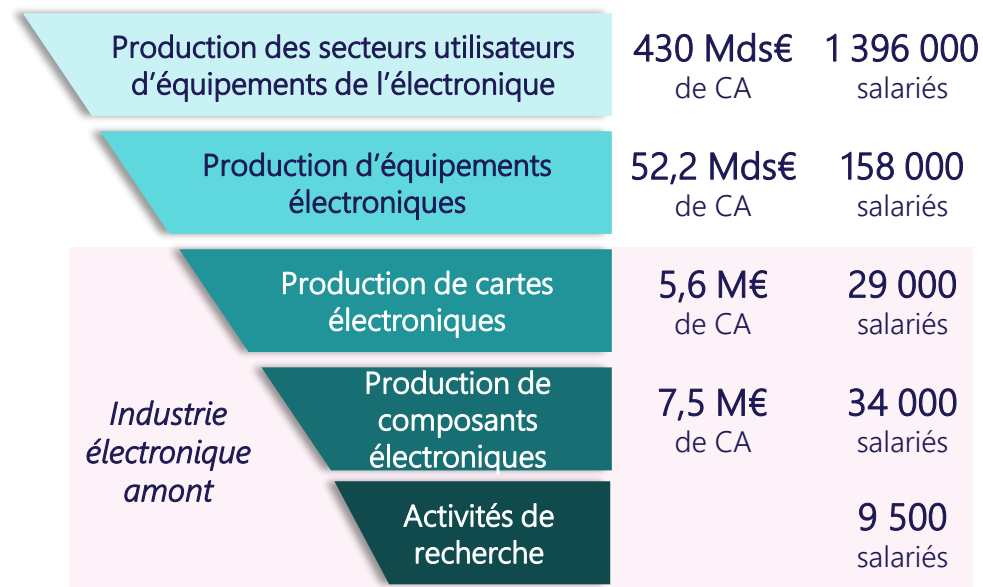 Production des secteurs utilisateurs
d’équipements de l’électronique
430 Mds€
de CA
1 396 000
salariés
Production d’équipements
électroniques
52,2 Mds€
de CA
158 000
salariés
Production de cartes
électroniques
5,6 M€
de CA
29 000
salariés
Industrie
électronique
amont
Production de
composants
électroniques
7,5 M€
de CA
34 000
salariés
Activités de
recherche
9 500
salariés